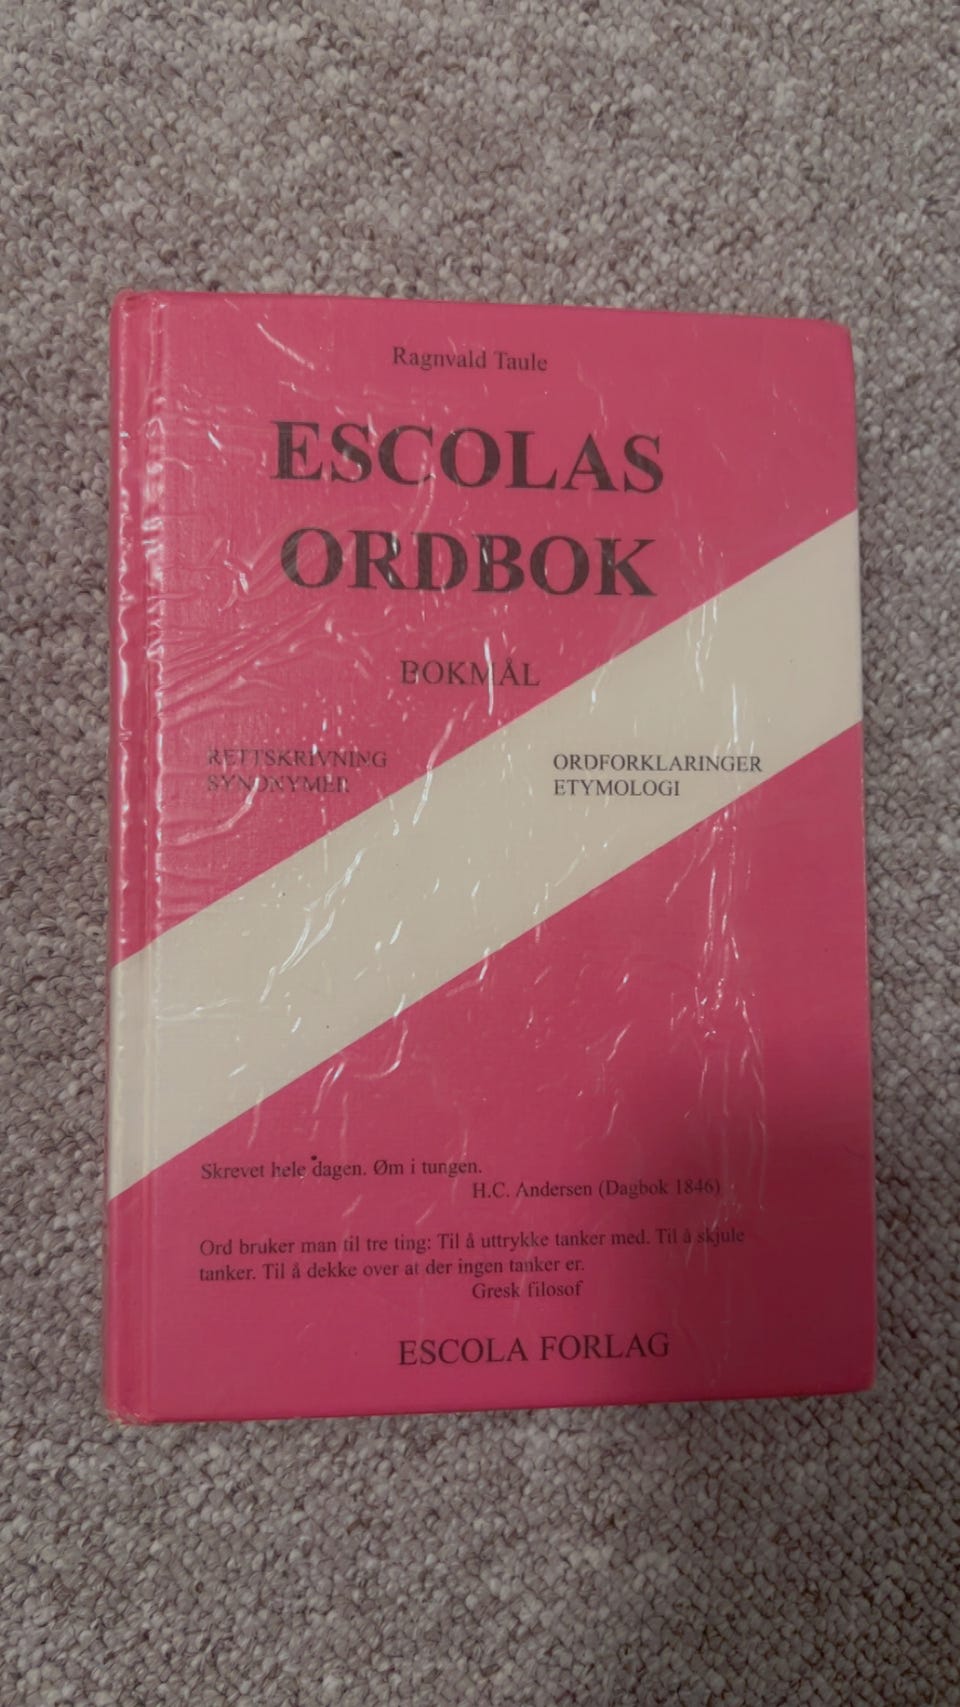 Ragnvald Taule
ESCOLAS
ORDBOK
BOKMÅL
RETTSKRIVNING
SYNONYMER
ORDFORKLARINGER
ETYMOLOGI
Skrevet hele dagen. Øm i tungen.
H.C. Andersen (Dagbok 1846)
Ord bruker man til tre ting: Til å uttrykke tanker med. Til å skjule
tanker. Til å dekke over at der ingen tanker er.
Gresk filosof
ESCOLA FORLAG